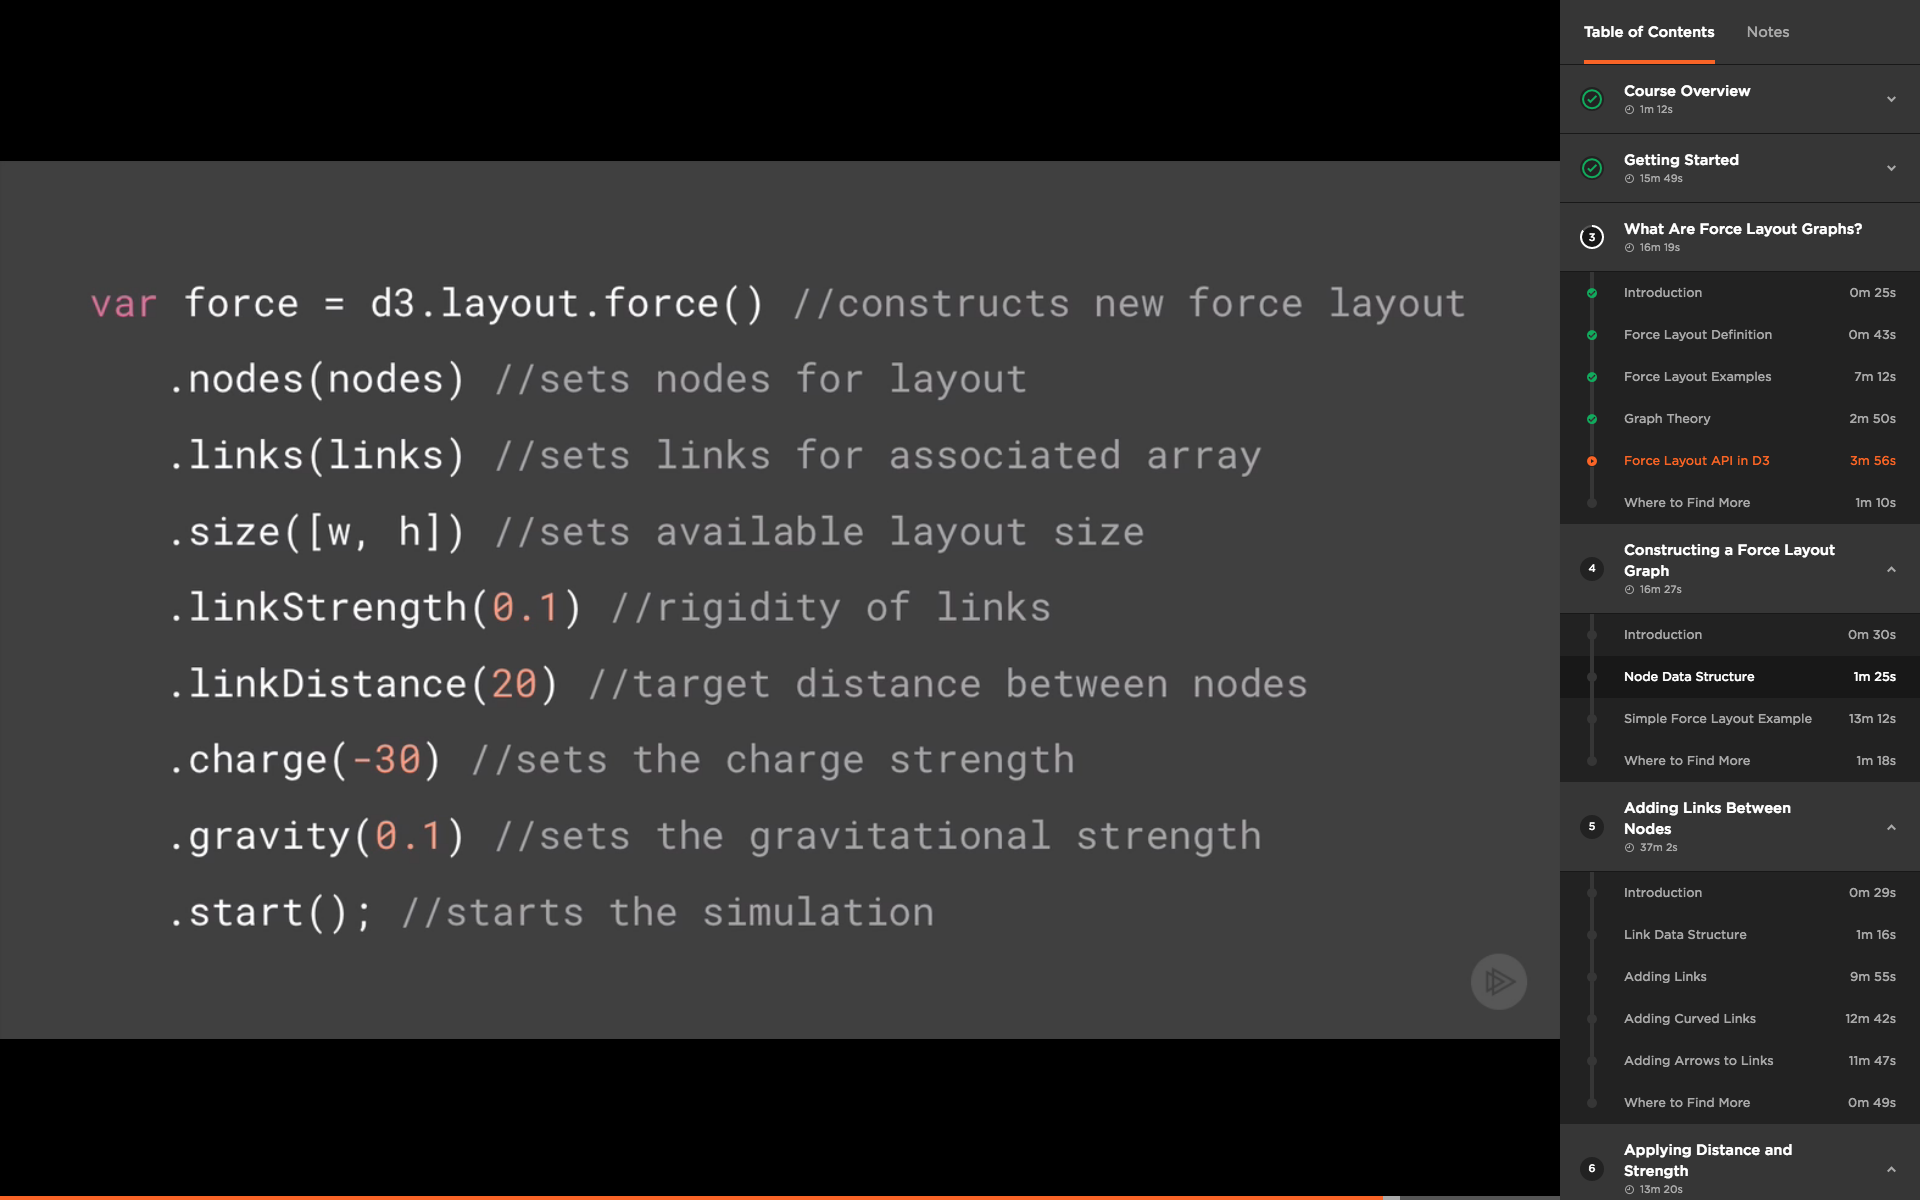 var force = d3.layout.force() //constructs new force layout
.nodes(nodes) //sets nodes for layout
.links(links) //sets links for associated array
.size([w, h]) //sets available layout size
.linkStrength(0.1) //rigidity of links
.linkDistance(20) //target distance between nodes
.charge(-30) //sets the charge strength
.gravity(0.1) //sets the gravitational strength
.start(); //starts the simulation
Table of Contents Notes
Course Overview
1m 12s
Getting Started
15m 49s
3
What Are Force Layout Graphs?
16m 19s
Introduction 0m 25s
Force Layout Definition 0m 43s
Force Layout Examples 7m 12s
Graph Theory 2m 50s
Force Layout API in D3 3m 56s
Where to Find More 1m 10s
4
Constructing a Force Layout
Graph
16m 27s
Introduction 0m 30s
Node Data Structure 1m 25s
Simple Force Layout Example 13m 12s
Where to Find More 1m 18s
5
Adding Links Between
Nodes
37m 2s
Introduction 0m 29s
Link Data Structure 1m 16s
Adding Links 9m 55s
Adding Curved Links 12m 42s
Adding Arrows to Links 11m 47s
Where to Find More 0m 49s
6
Applying Distance and
Strength
13m 20s